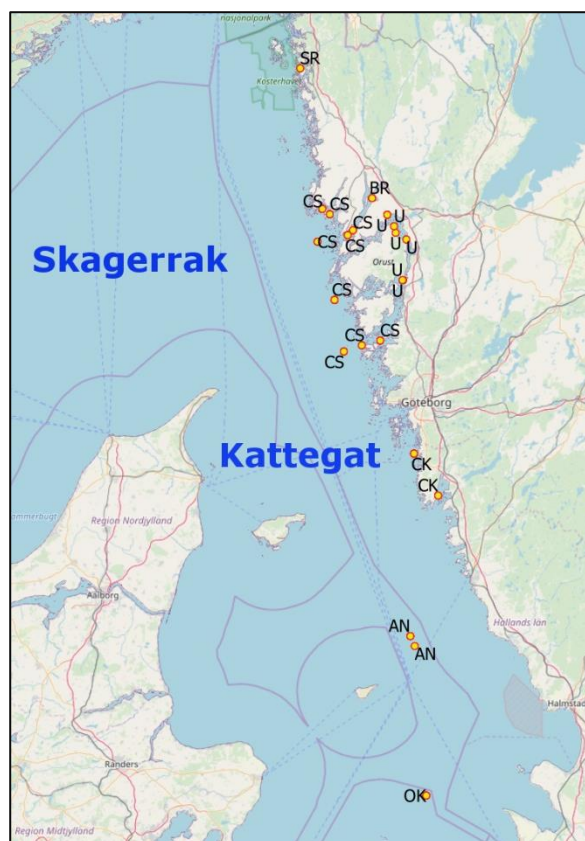 nasjonalpark
SR
Kosterhavet
BR
CS
CS
U
CS
U
U
U
CS
CS
Skagerrak
Orust
U
U
CS
CS
CS
CS
Göteborg
Kattegat
CK
CK
Region Nordjylland
Aalborg
AN
Hallands län
AN
Halmstad
Randers
OK
Region Midtjylland